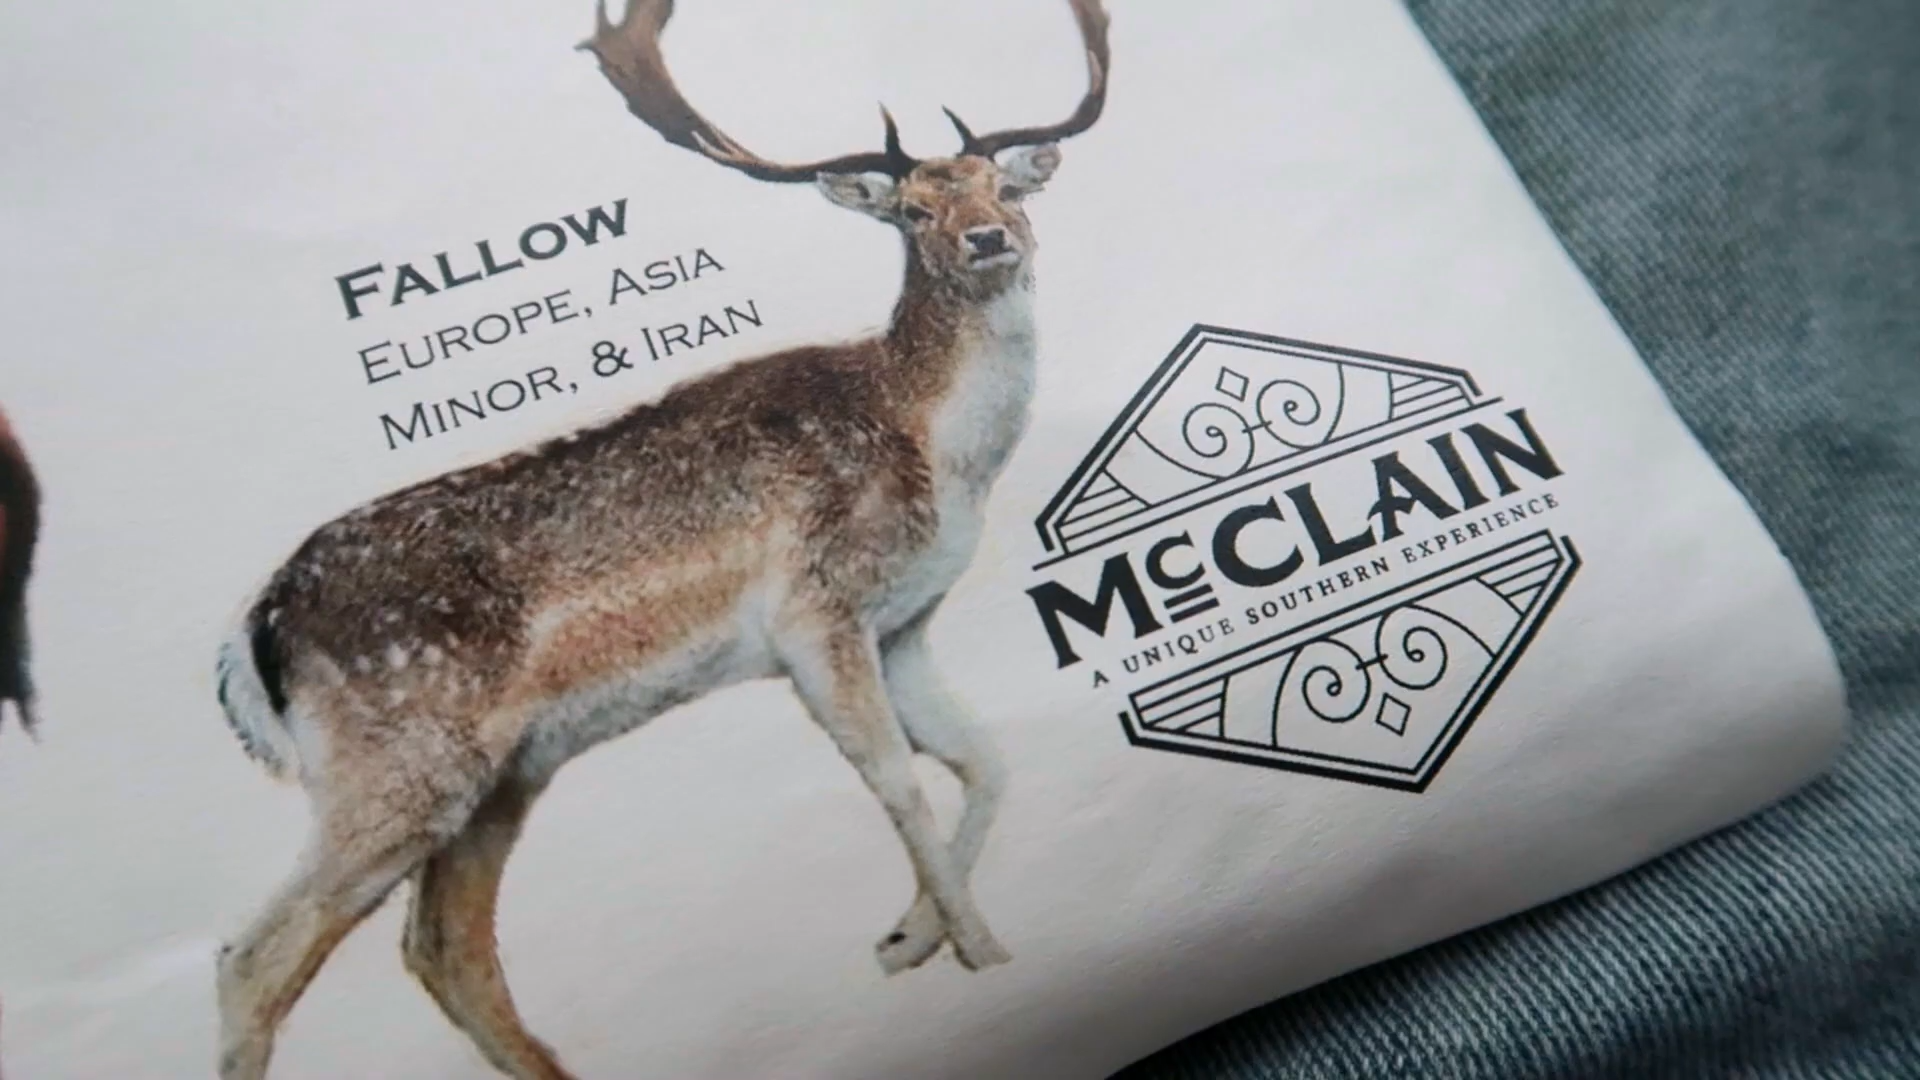 FALLOW
EUROPE, ASIA
MINOR, & IRAN
McCLAIN
A UNIQUE SOUTHERN EXPERIENCE